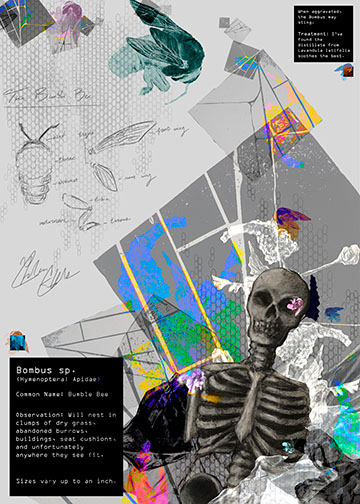 When aggravated,
the Bombus may
sting.
Treatment: I've
found the
distillate from
Lavandula latifolia
soothes the best.
The Bumble Bee
Bombus sp.
(Hymenoptera: Apidae)
Common Name: Bumble Bee
Observation: Will nest in
clumps of dry grass,
abandoned burrows,
buildings, seat cushions,
and unfortunately
anywhere they see fit.
Sizes vary up to an inch.